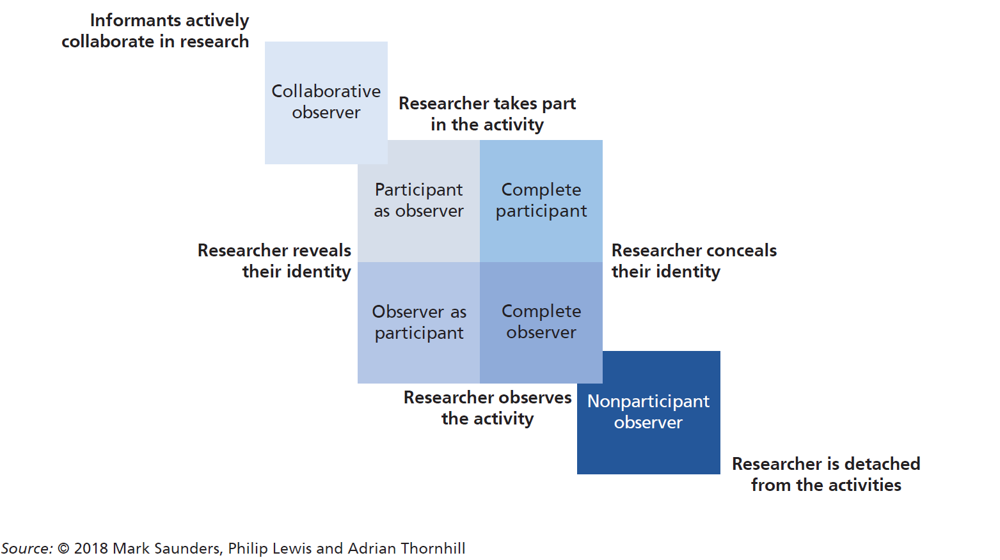 Informants actively
collaborate in research
Collaborative
observer
Researcher takes part
in the activity
Participant
as observer
Complete
participant
Researcher reveals
their identity
Researcher conceals
their identity
Observer as
participant
Complete
observer
Researcher observes
the activity
Nonparticipant
observer
Researcher is detached
from the activities
Source: © 2018 Mark Saunders, Philip Lewis and Adrian Thornhill